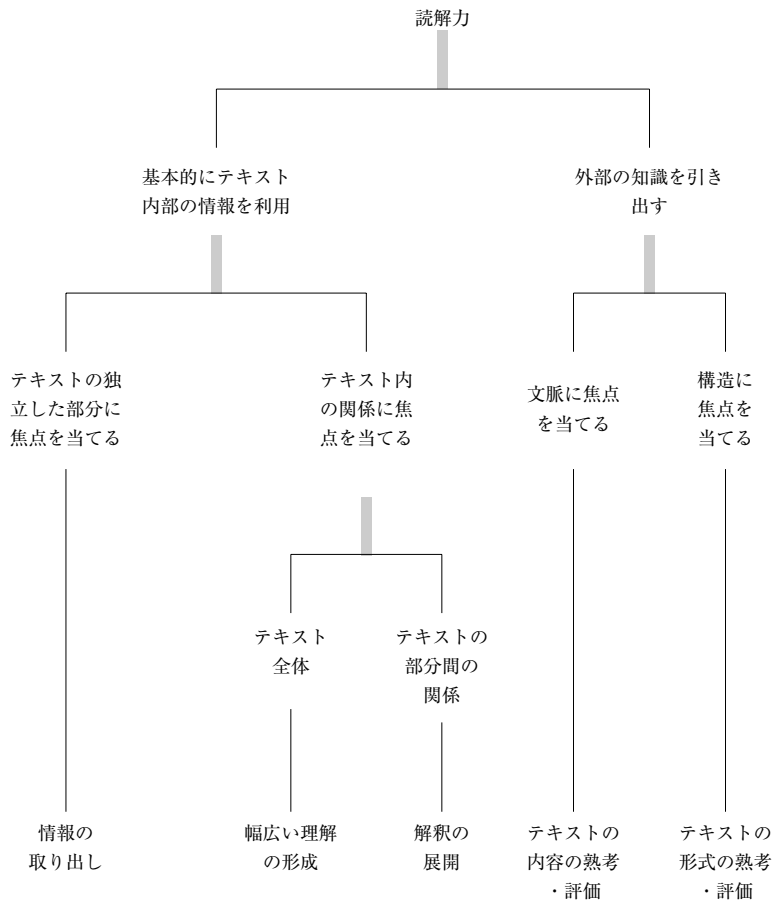 読解力
基本的にテキスト
内部の情報を利用
外部の知識を引き
出す
テキストの独
立した部分に
焦点を当てる
テキスト内
の関係に焦
点を当てる
文脈に焦点
を当てる
構造に
焦点を
当てる
テキスト
全体
テキストの
部分間の
関係
情報の
取り出し
幅広い理解
の形成
解釈の
展開
テキストの
内容の熟考
・評価
テキストの
形式の熟考
・評価